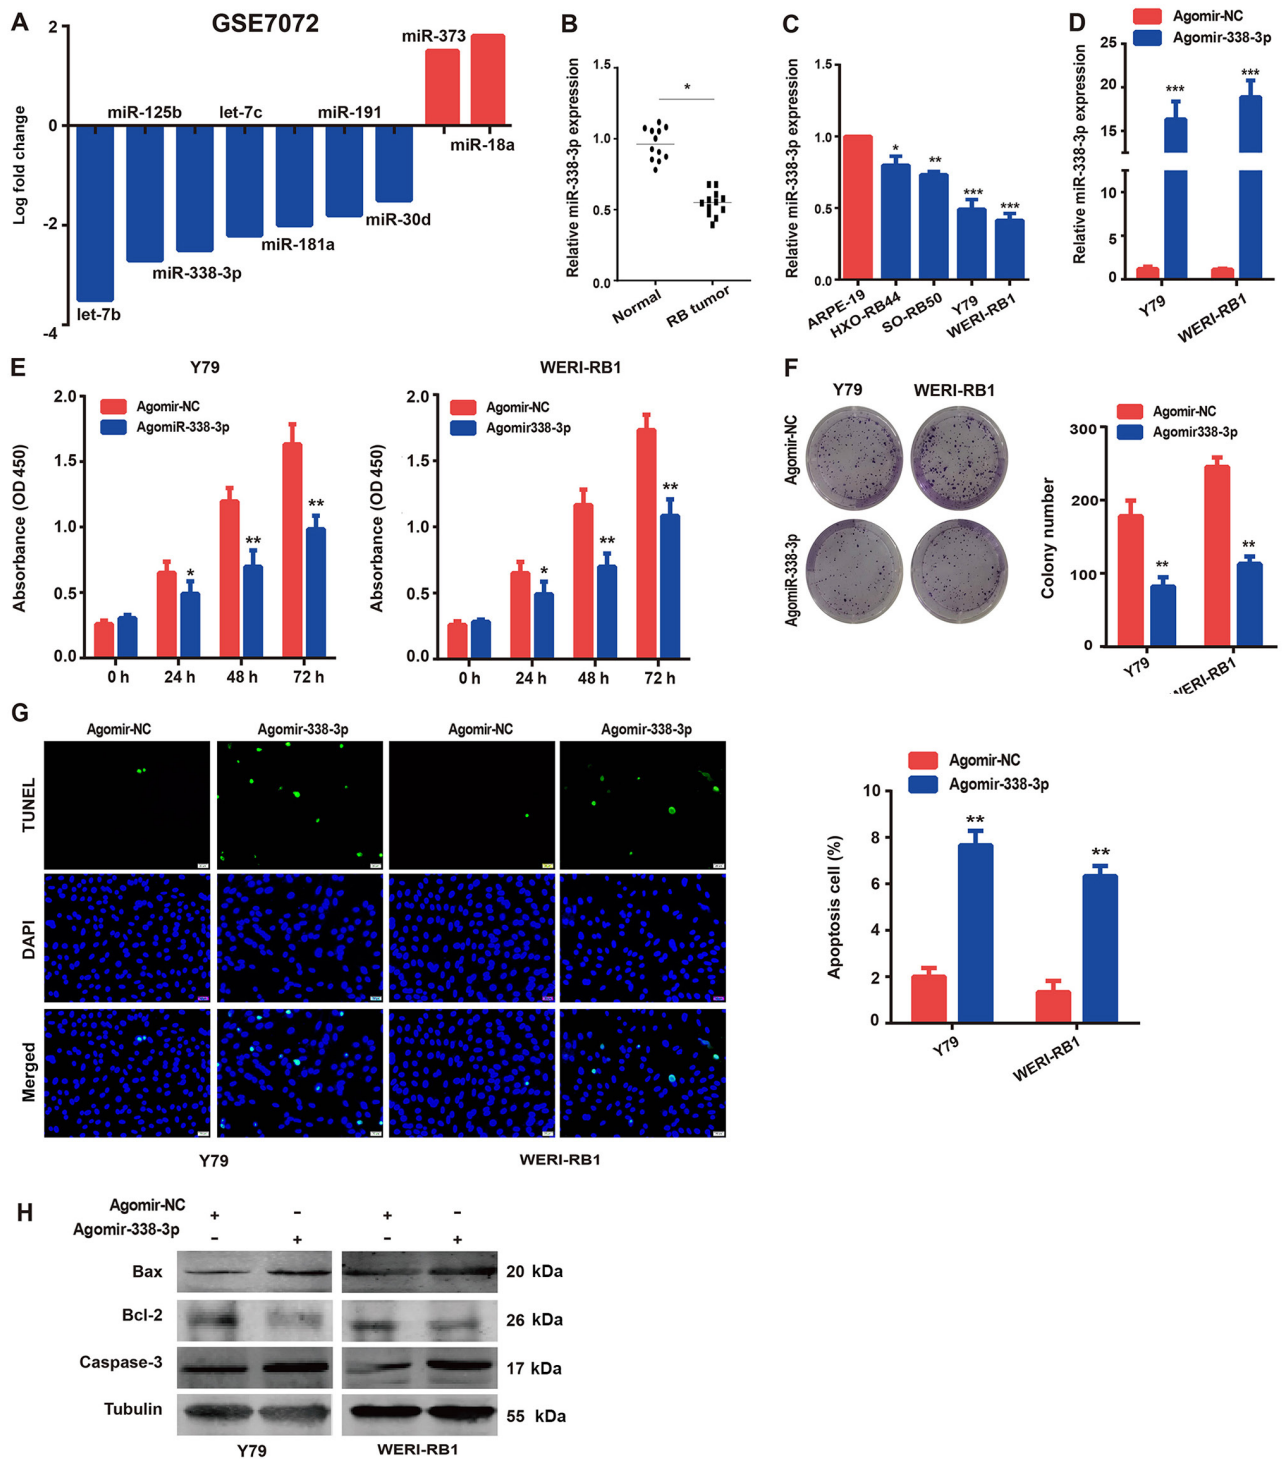 A
GSE7072
Log fold change
2
0
-2
-4
miR-373
miR-125b
let-7c
miR-191
miR-18a
miR-30d
miR-181a
miR-338-3p
let-7b
B
Relative miR-338-3p expression
1.5
1.0
0.5
0.0
*
Normal
RB tumor
C
Relative miR-338-3p expression
1.5
1.0
0.5
0.0
*
**
***
***
ARPE-19
HXO-RB44
SO-RB50
Y79
WERI-RB1
D
Agomir-NC
Agomir-338-3p
Relative miR-338-3p expression
25
20
15
10
5
0
***
***
Y79
WERI-RB1
E
Y79
Agomir-NC
AgomiR-338-3p
Absorbance (OD 450)
2.0
1.5
1.0
0.5
0.0
*
**
**
0 h
24 h
48 h
72 h
WERI-RB1
Agomir-NC
Agomir338-3p
Absorbance (OD 450)
2.0
1.5
1.0
0.5
0.0
*
**
**
0 h
24 h
48 h
72 h
F
Y79
WERI-RB1
Agomir-NC
AgomiR-338-3p
Agomir-NC
Agomir338-3p
Colony number
300
200
100
0
**
**
Y79
WERI-RB1
G
Agomir-NC
Agomir-338-3p
Agomir-NC
Agomir-338-3p
TUNEL
DAPI
Merged
Y79
WERI-RB1
Agomir-NC
Agomir-338-3p
Apoptosis cell (%)
10
8
6
4
2
0
**
**
Y79
WERI-RB1
H
Agomir-NC + - + -
Agomir-338-3p - + - +
Bax 20 kDa
Bcl-2 26 kDa
Caspase-3 17 kDa
Tubulin 55 kDa
Y79
WERI-RB1